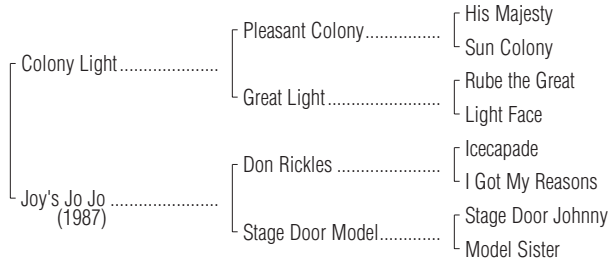 His Majesty
Pleasant Colony..................
Sun Colony
Colony Light....................
Rube the Great
Great Light.......................
Light Face
Icecapade
Don Rickles .....................
I Got My Reasons
Joy's Jo Jo ......................
(1987)
Stage Door Johnny
Stage Door Model.............
Model Sister